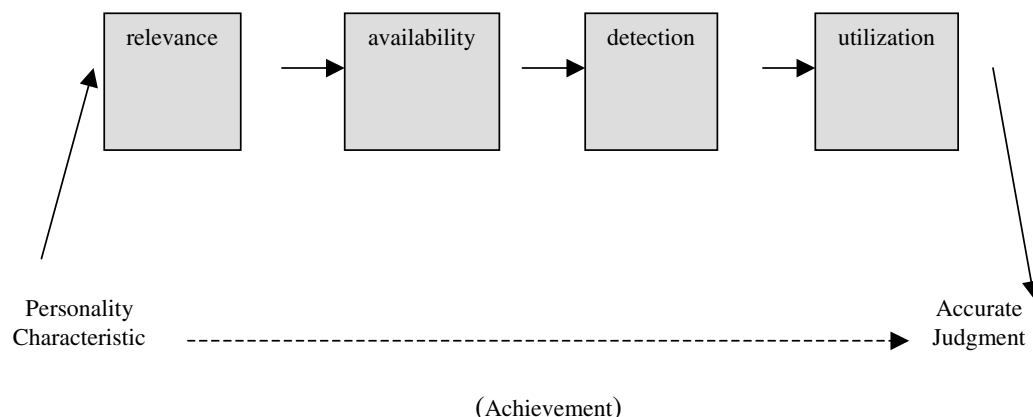 relevance
availability
detection
utilization
Personality
Characteristic
Accurate
Judgment
(Achievement)